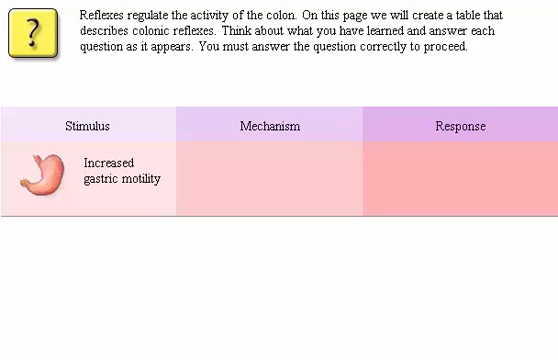 Reflexes regulate the activity of the colon. On this page we will create a table that
describes colonic reflexes. Think about what you have learned and answer each
question as it appears. You must answer the question correctly to proceed.
?
Stimulus Mechanism Response
Increased
gastric motility